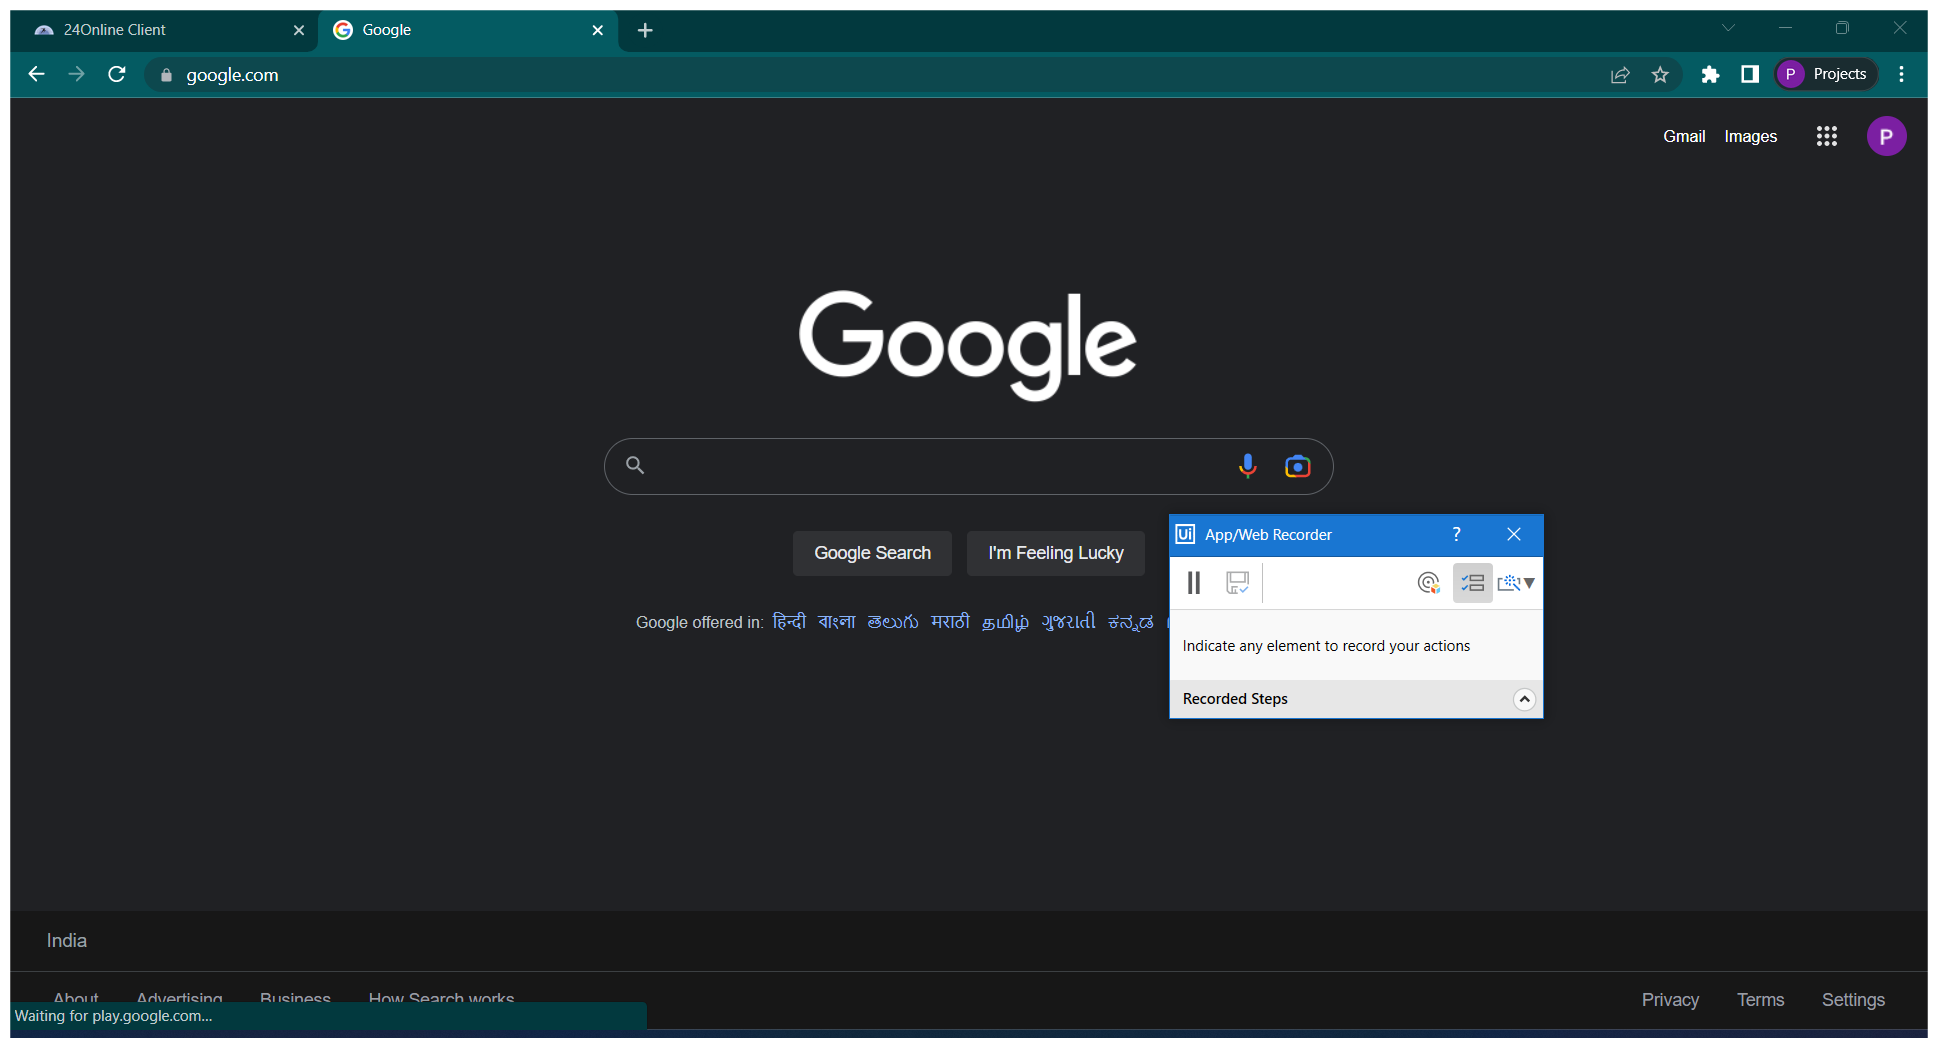 24Online Client
Google
google.com
P Projects
Gmail Images
P
Google
Google Search I'm Feeling Lucky
Google offered in: हिन्दी বাংলা తెలుగు मराठी தமிழ் ગુજરાતી ಕನ್ನಡ
Ui App/Web Recorder ?
Indicate any element to record your actions
Recorded Steps
India
About Advertising Business How Search works
Privacy Terms Settings
Waiting for play.google.com...